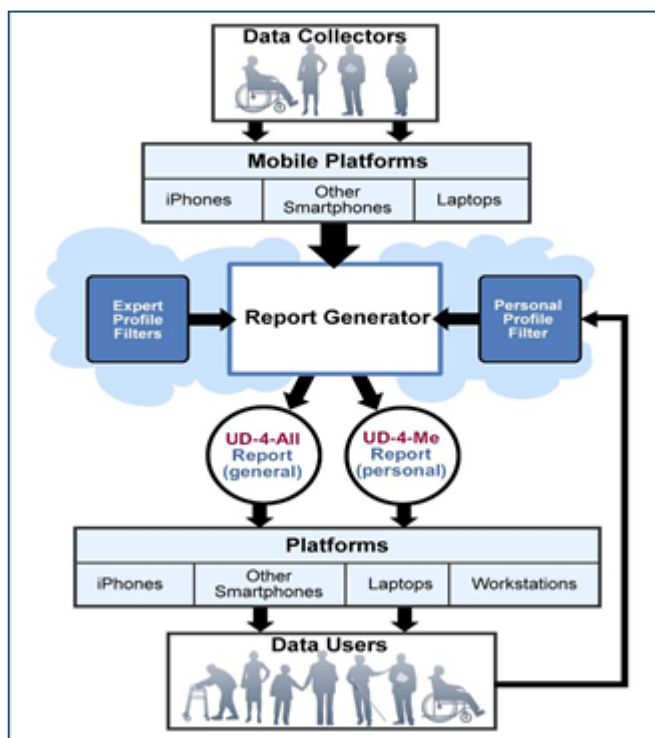 Data Collectors
Mobile Platforms
iPhones
Other
Smartphones
Laptops
Expert
Profile
Filters
Report Generator
Personal
Profile
Filter
UD-4-All
Report
(general)
UD-4-Me
Report
(personal)
Platforms
iPhones
Other
Smartphones
Laptops
Workstations
Data Users